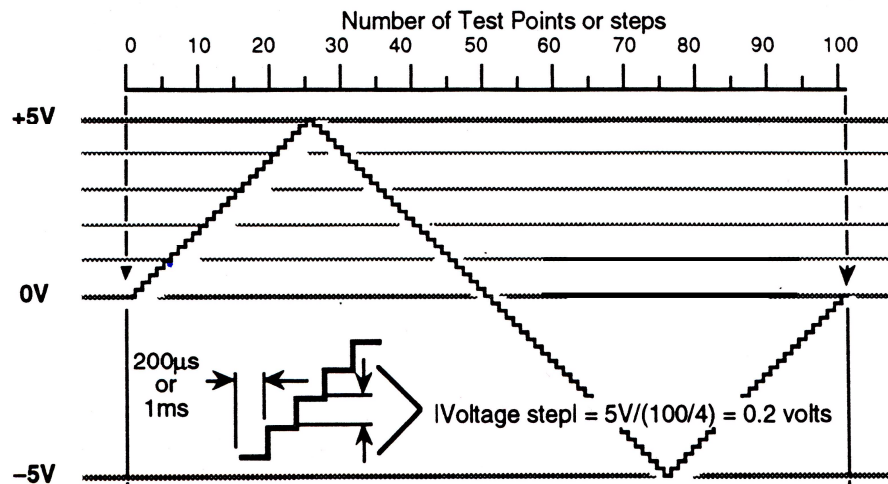 Number of Test Points or steps
0 10 20 30 40 50 60 70 80 90 100
+5V
0V
200µs
or
1ms
|Voltage step| = 5V/(100/4) = 0.2 volts
−5V